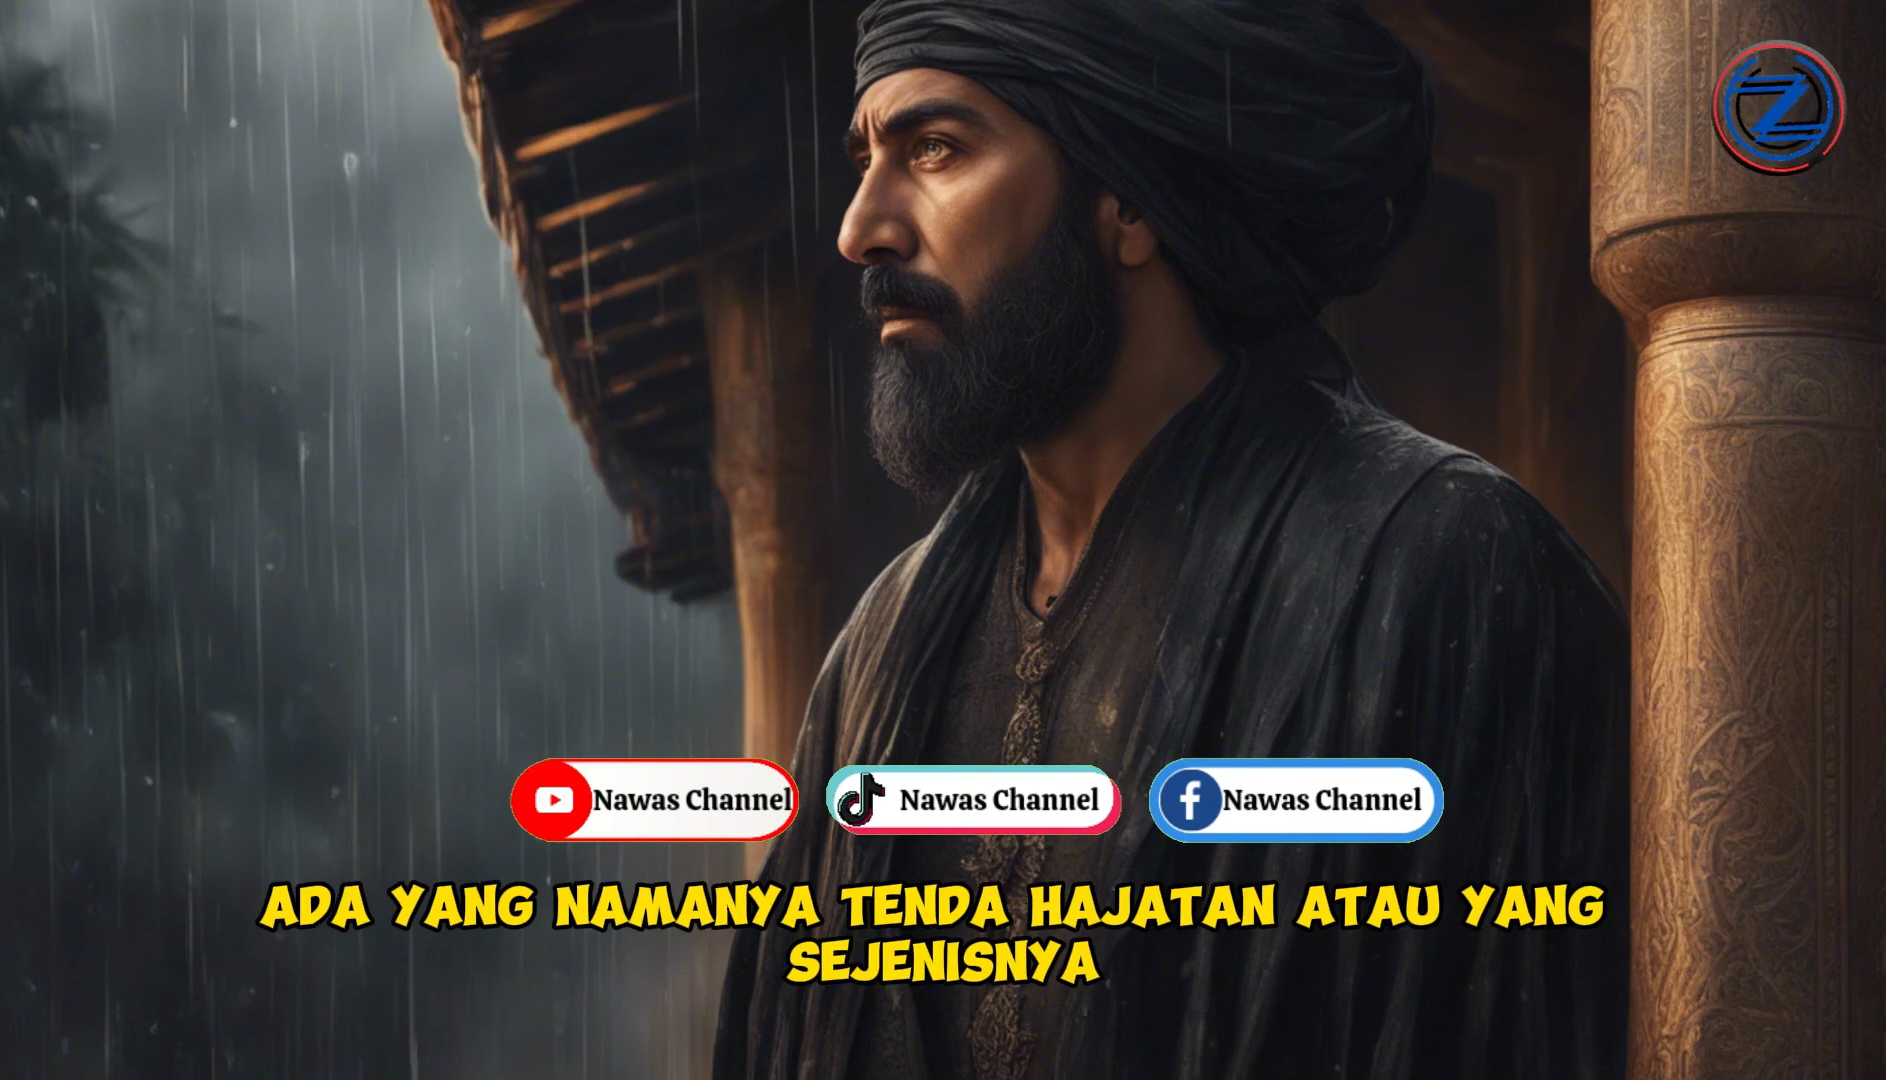 Z
Nawas Channel
Nawas Channel
Nawas Channel
ADA YANG NAMANYA TENDA HAJATAN ATAU YANG
SEJENISNYA